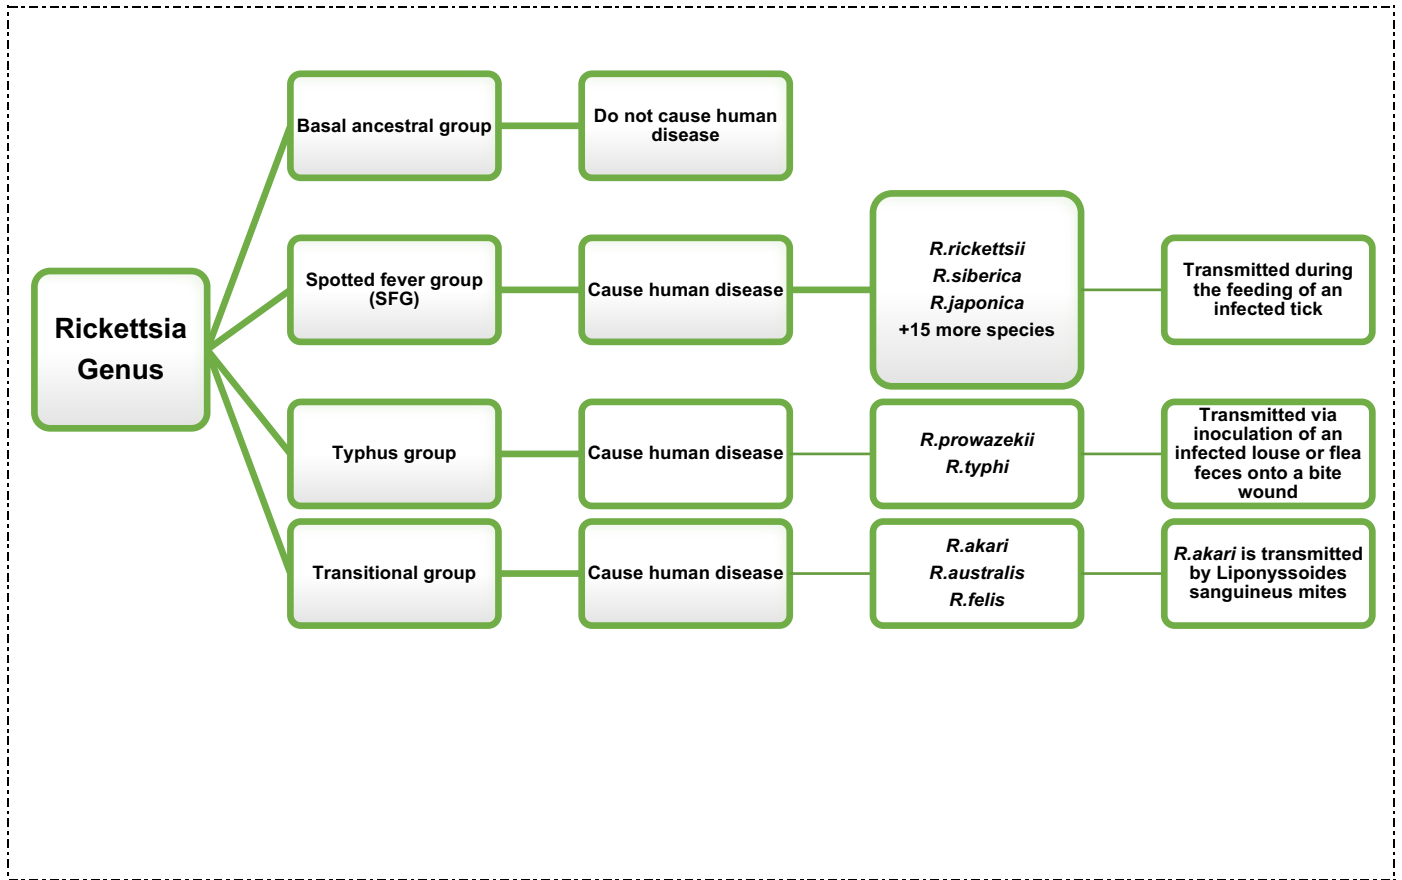 Rickettsia
Genus
Basal ancestral group
Do not cause human
disease
Spotted fever group
(SFG)
Cause human disease
R.rickettsii
R.siberica
R.japonica
+15 more species
Transmitted during
the feeding of an
infected tick
Typhus group
Cause human disease
R.prowazekii
R.typhi
Transmitted via
inoculation of an
infected louse or flea
feces onto a bite
wound
Transitional group
Cause human disease
R.akari
R.australis
R.felis
R.akari is transmitted
by Liponyssoides
sanguineus mites